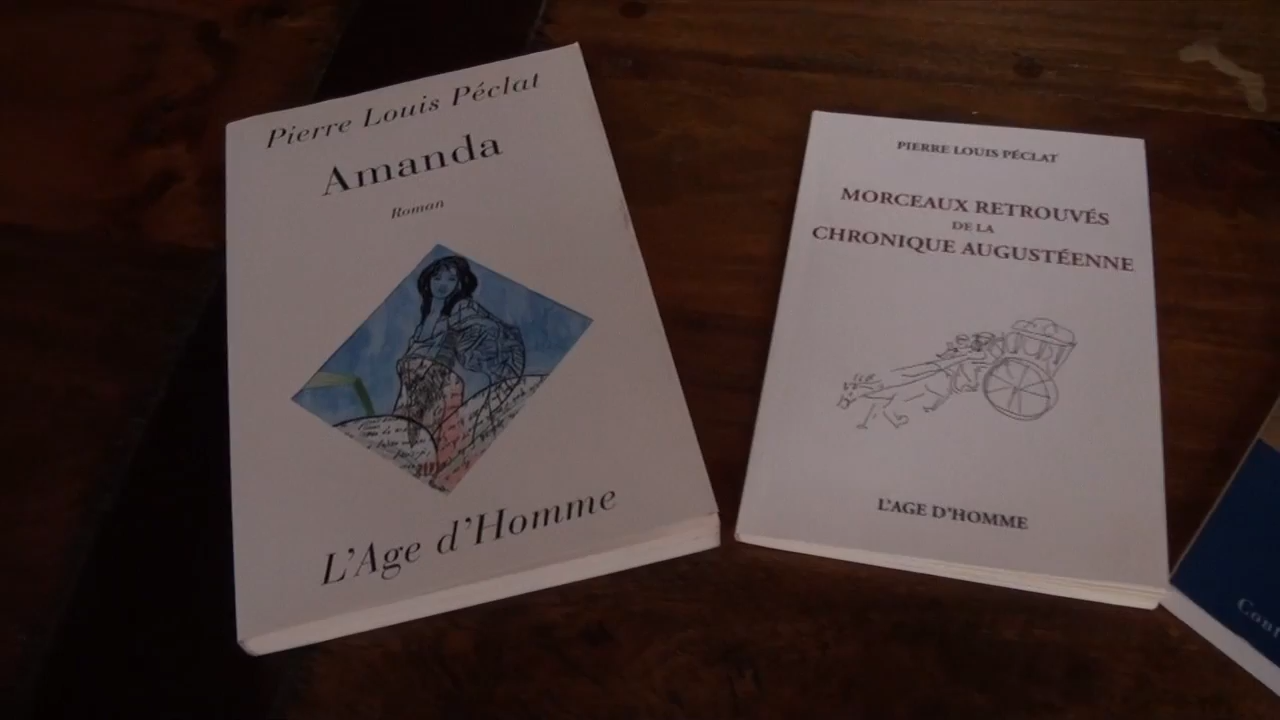 Pierre Louis Péclat
Amanda
Roman
L'Age d'Homme
PIERRE LOUIS PÉCLAT
MORCEAUX RETROUVÉS
DE LA
CHRONIQUE AUGUSTÉENNE
L'AGE D'HOMME